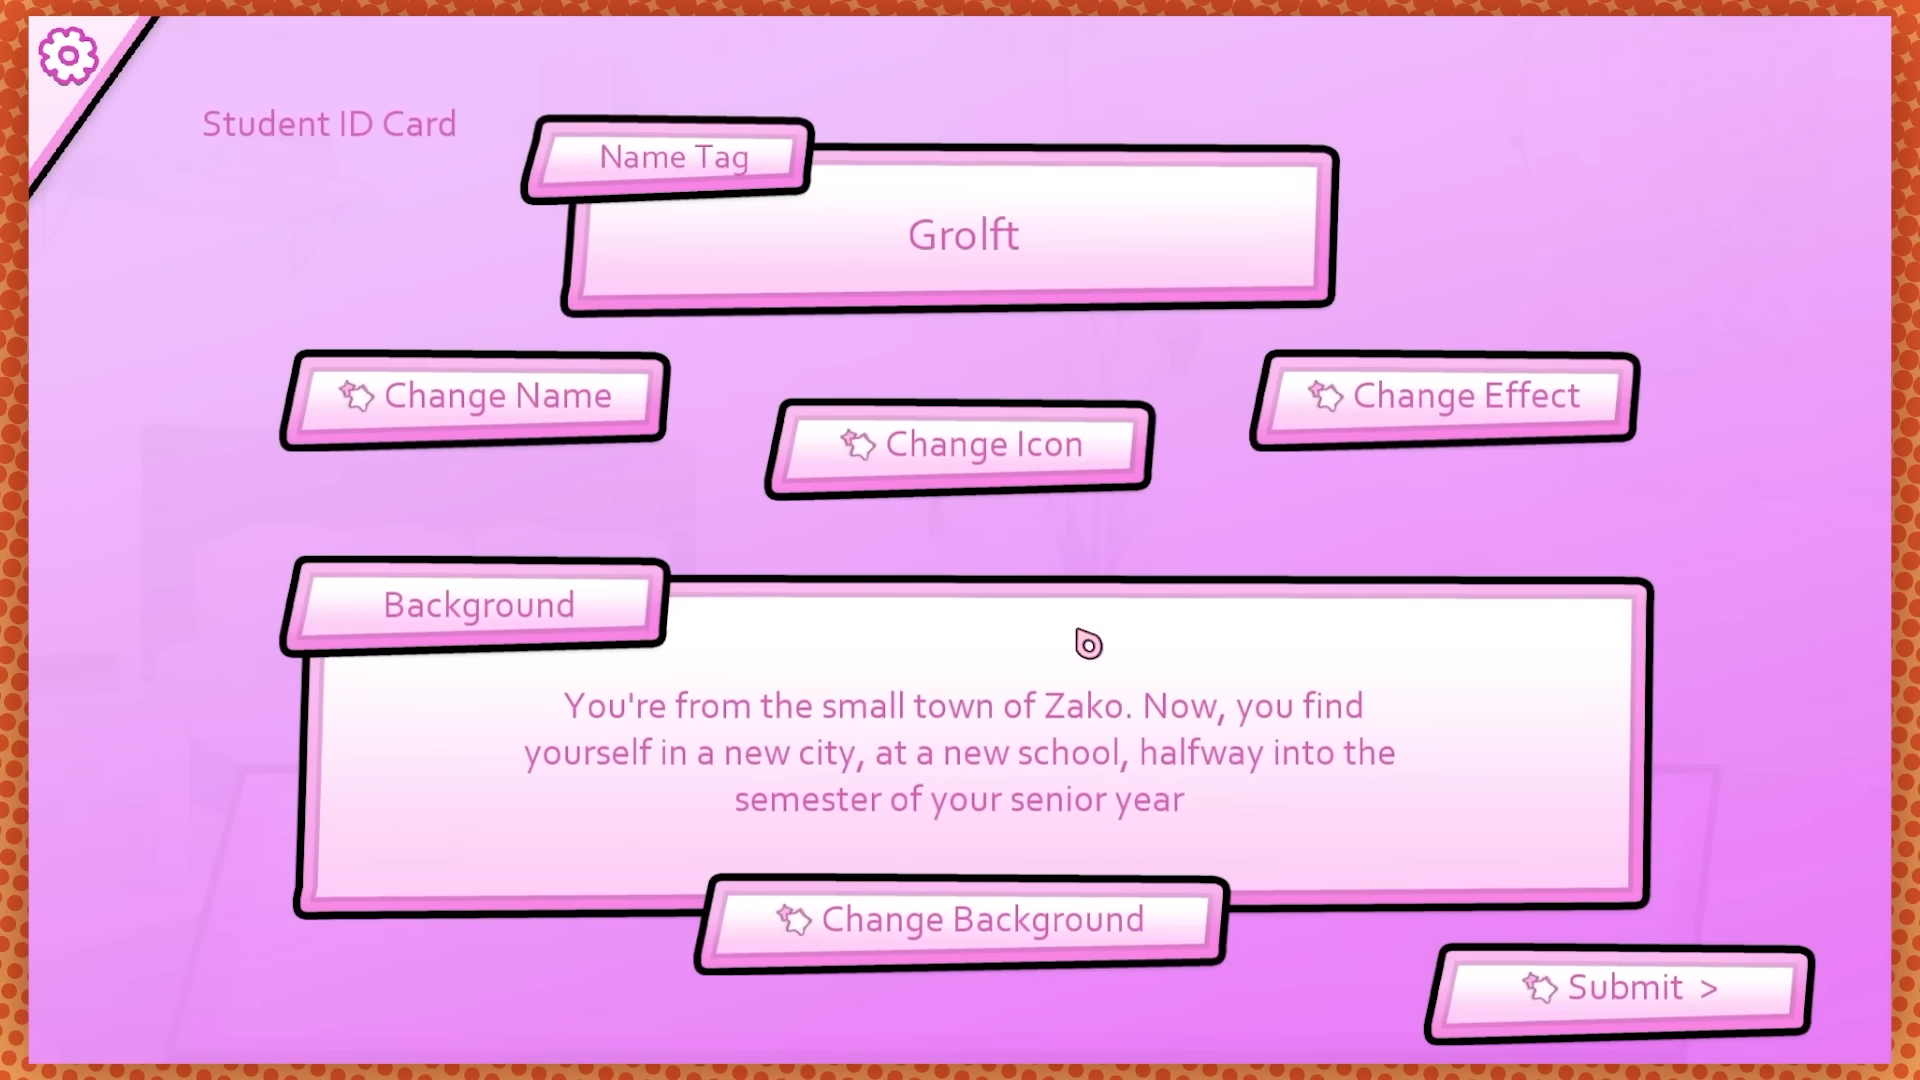 Student ID Card
Name Tag
Grolft
Change Name
Change Icon
Change Effect
Background
You're from the small town of Zako. Now, you find
yourself in a new city, at a new school, halfway into the
semester of your senior year
Change Background
Submit >